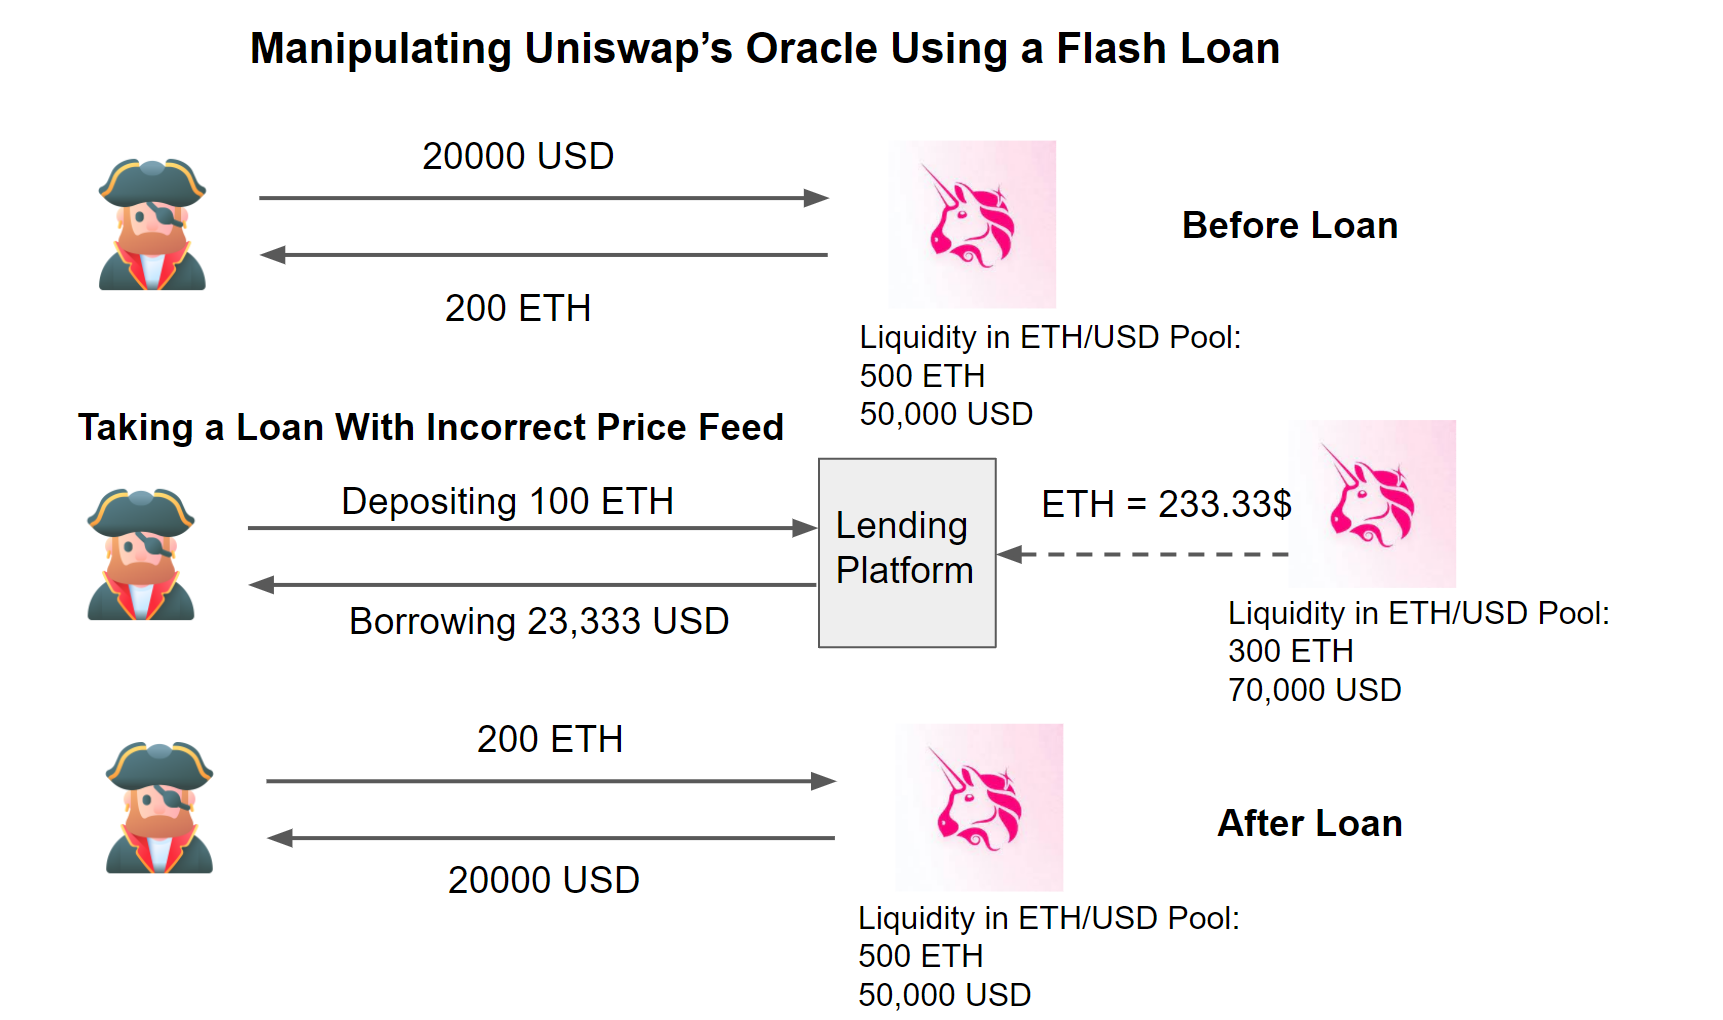 Manipulating Uniswap’s Oracle Using a Flash Loan
20000 USD
200 ETH
Before Loan
Liquidity in ETH/USD Pool:
500 ETH
50,000 USD
Taking a Loan With Incorrect Price Feed
Depositing 100 ETH
Borrowing 23,333 USD
Lending
Platform
ETH = 233.33$
Liquidity in ETH/USD Pool:
300 ETH
70,000 USD
200 ETH
20000 USD
After Loan
Liquidity in ETH/USD Pool:
500 ETH
50,000 USD